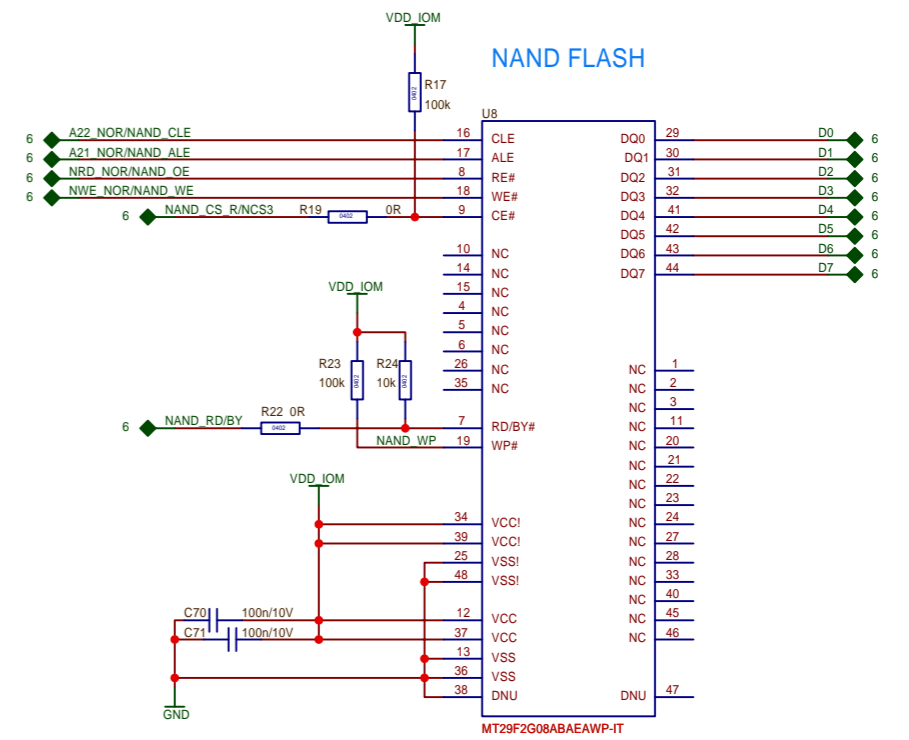 VDD_IOM
NAND FLASH
R17
0402
100k
U8
6 A22_NOR/NAND_CLE 16 CLE DQ0 29 D0 6
6 A21_NOR/NAND_ALE 17 ALE DQ1 30 D1 6
6 NRD_NOR/NAND_OE 8 RE# DQ2 31 D2 6
6 NWE_NOR/NAND_WE 18 WE# DQ3 32 D3 6
6 NAND_CS_R/NCS3 R19 0402 0R 9 CE# DQ4 41 D4 6
DQ5 42 D5 6
10 NC DQ6 43 D6 6
14 NC DQ7 44 D7 6
15 NC
VDD_IOM
4 NC
5 NC
6 NC
R23 0402 100k
R24 0402 10k
26 NC NC 1
35 NC NC 2
NC 3
6 NAND_RD/BY R22 0R 0402 7 RD/BY# NC 11
NAND_WP 19 WP# NC 20
NC 21
VDD_IOM
NC 22
NC 23
34 VCC! NC 24
39 VCC! NC 27
25 VSS! NC 28
48 VSS! NC 33
NC 40
C70 100n/10V 12 VCC NC 45
C71 100n/10V 37 VCC NC 46
13 VSS
36 VSS
38 DNU DNU 47
GND
MT29F2G08ABAEAWP-IT